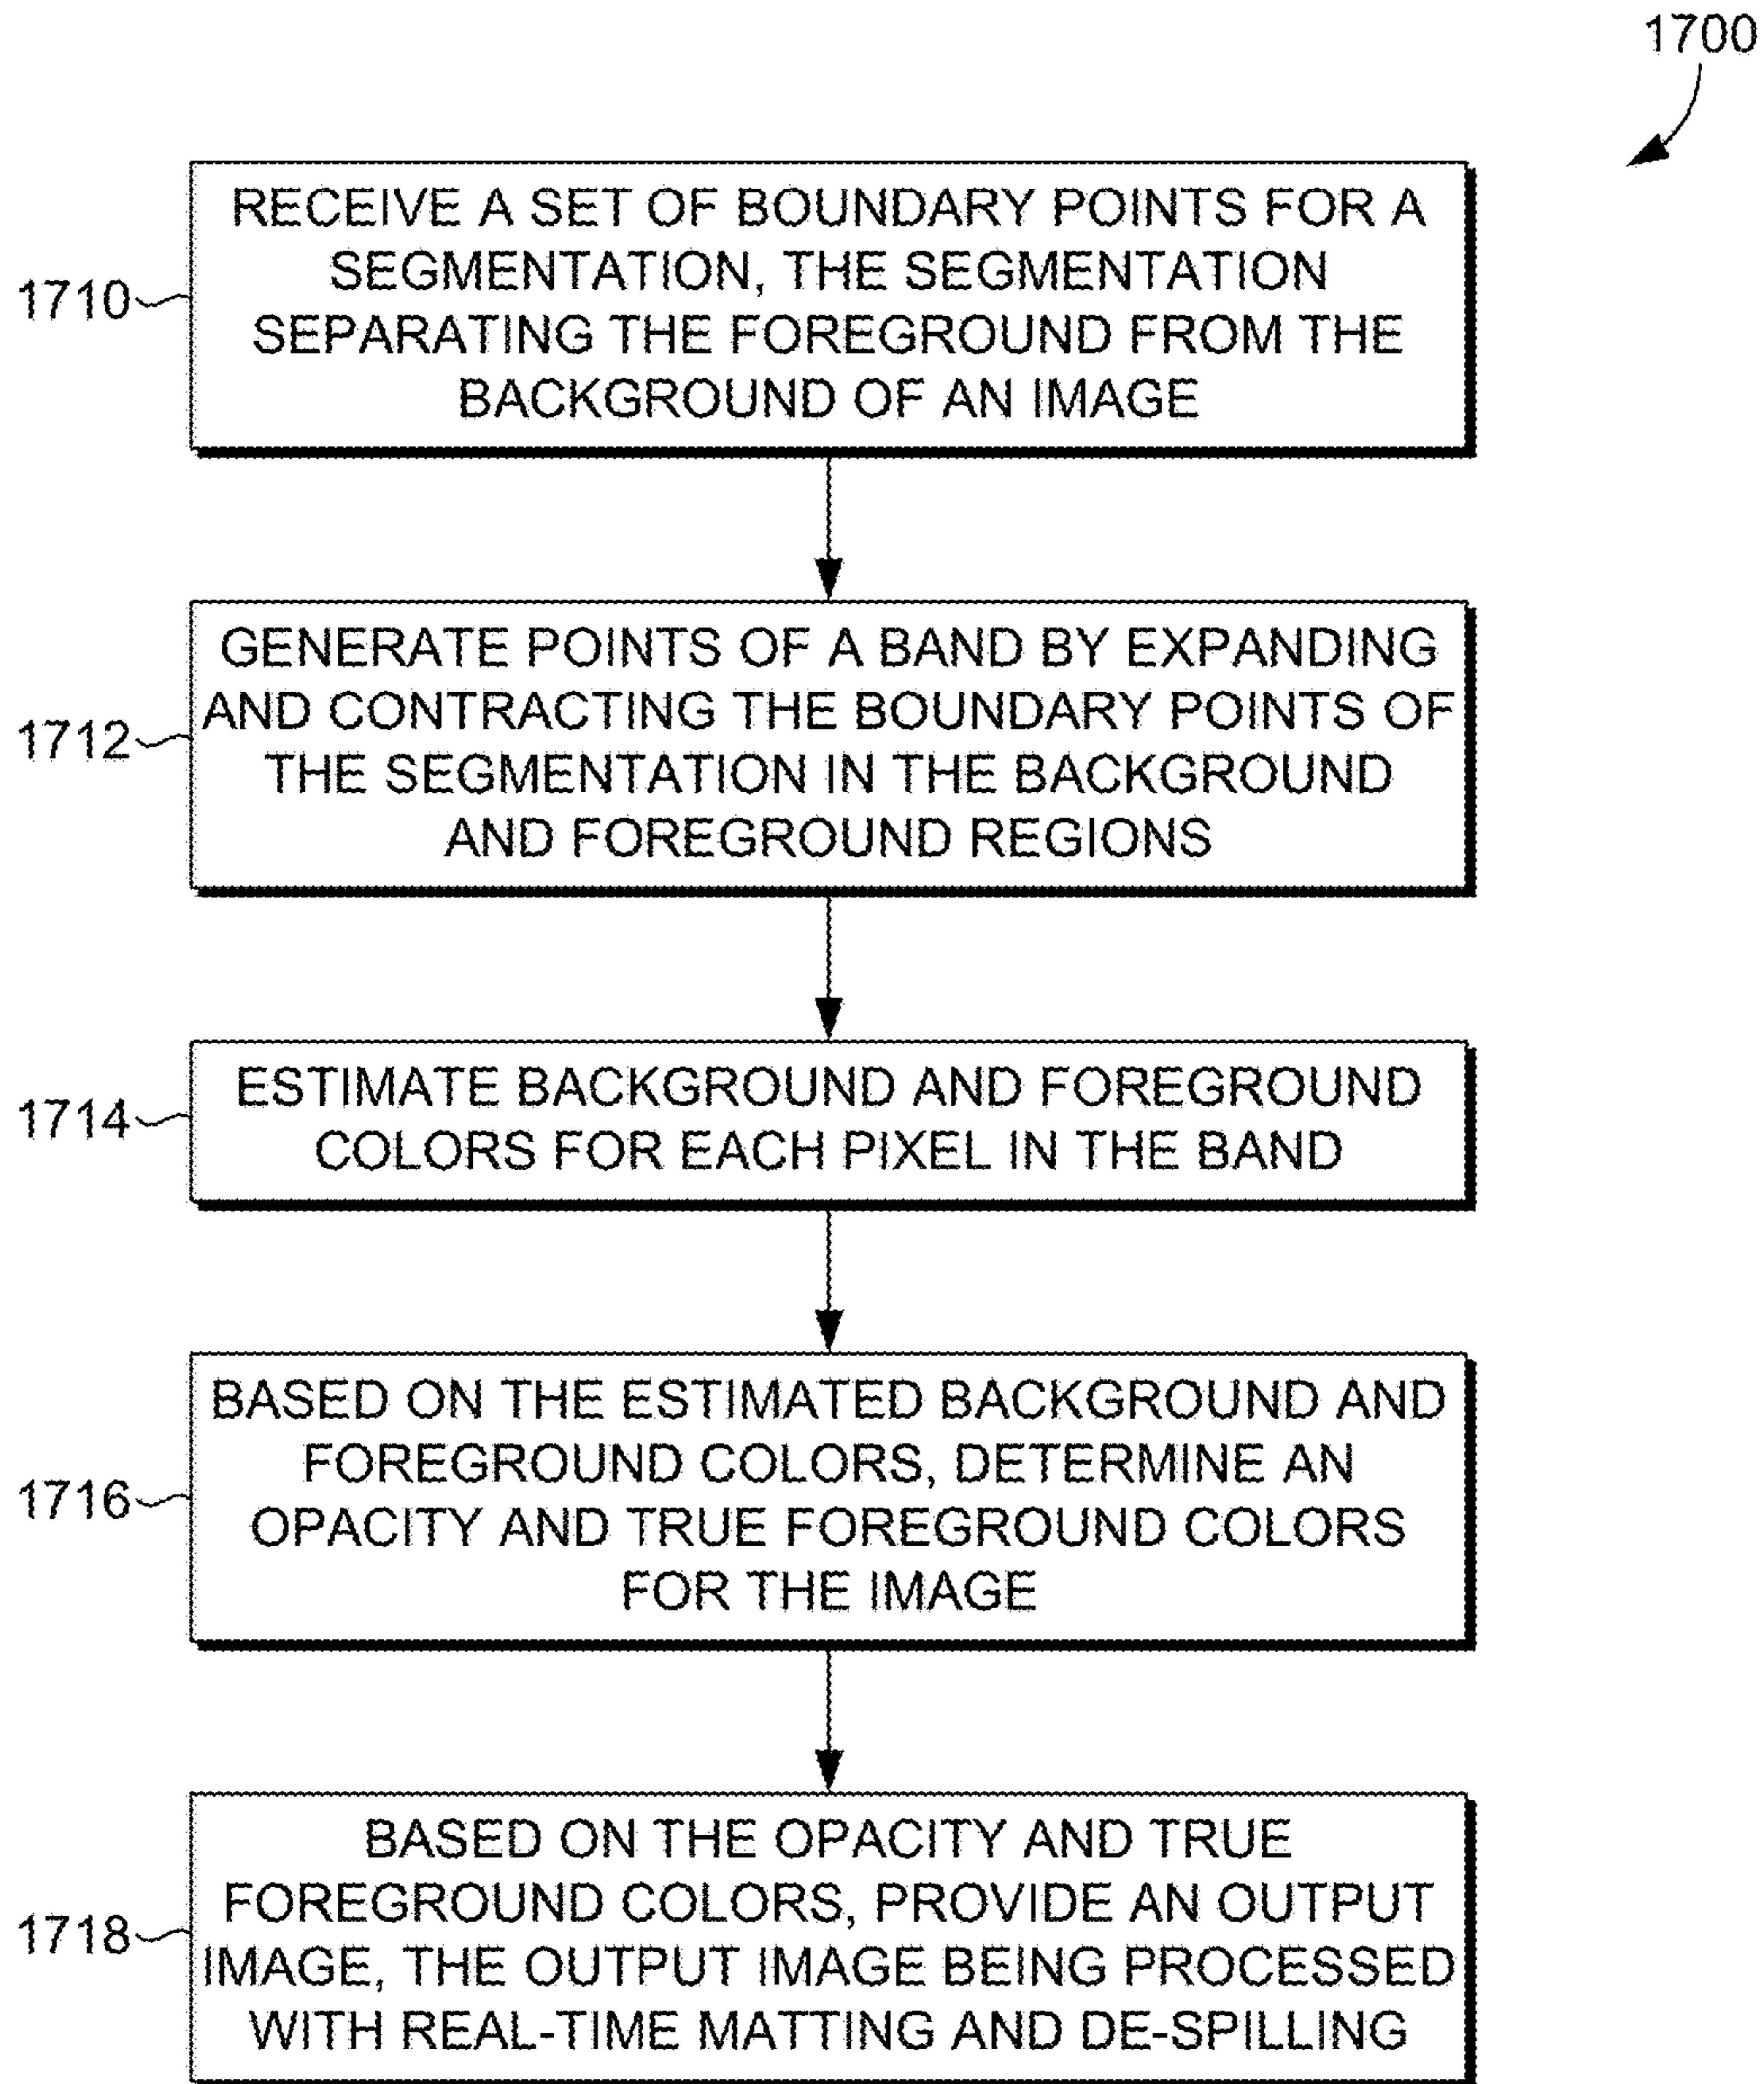 1700
RECEIVE A SET OF BOUNDARY POINTS FOR A
SEGMENTATION, THE SEGMENTATION
SEPARATING THE FOREGROUND FROM THE
BACKGROUND OF AN IMAGE
1710
GENERATE POINTS OF A BAND BY EXPANDING
AND CONTRACTING THE BOUNDARY POINTS OF
THE SEGMENTATION IN THE BACKGROUND
AND FOREGROUND REGIONS
1712
ESTIMATE BACKGROUND AND FOREGROUND
COLORS FOR EACH PIXEL IN THE BAND
1714
BASED ON THE ESTIMATED BACKGROUND AND
FOREGROUND COLORS, DETERMINE AN
OPACITY AND TRUE FOREGROUND COLORS
FOR THE IMAGE
1716
BASED ON THE OPACITY AND TRUE
FOREGROUND COLORS, PROVIDE AN OUTPUT
IMAGE, THE OUTPUT IMAGE BEING PROCESSED
WITH REAL-TIME MATTING AND DE-SPILLING
1718